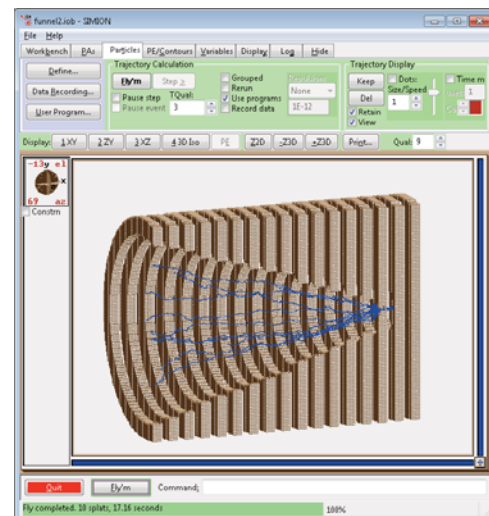 funnel2.iob - SIMION
File Help
Workbench PAs Particles PE/Contours Variables Display Log Hide
Define...
Data Recording...
User Program...
Trajectory Calculation
Fly'm Step >
Pause step TQual:
Pause event 3
Grouped
Rerun
Use programs
Record data
None
1E-12
Trajectory Display
Keep Dots: Time m
Del Size/Speed
1 1
Retain
View
Display: 1 XY 2 ZY 3 XZ 4 3D Iso PE Z2D -Z3D +Z3D Print... Qual: 9
-13y el
x
69 az
Constrn
Quit Fly'm Command:
Fly completed. 10 splats, 17.16 seconds 100%